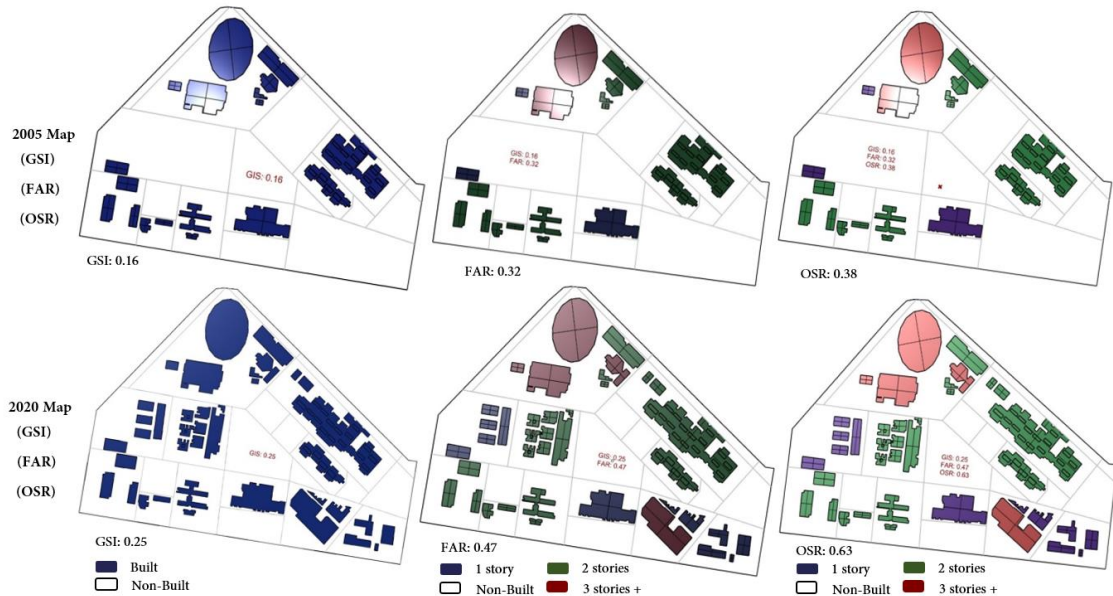 2005 Map
(GSI)
(FAR)
(OSR)
GIS: 0.16
GSI: 0.16
GIS: 0.16
FAR: 0.32
FAR: 0.32
GIS: 0.16
FAR: 0.32
OSR: 0.38
OSR: 0.38
2020 Map
(GSI)
(FAR)
(OSR)
GIS: 0.25
GSI: 0.25
Built
Non-Built
GIS: 0.25
FAR: 0.47
FAR: 0.47
1 story
2 stories
Non-Built
3 stories +
GIS: 0.25
FAR: 0.47
OSR: 0.63
OSR: 0.63
1 story
2 stories
Non-Built
3 stories +